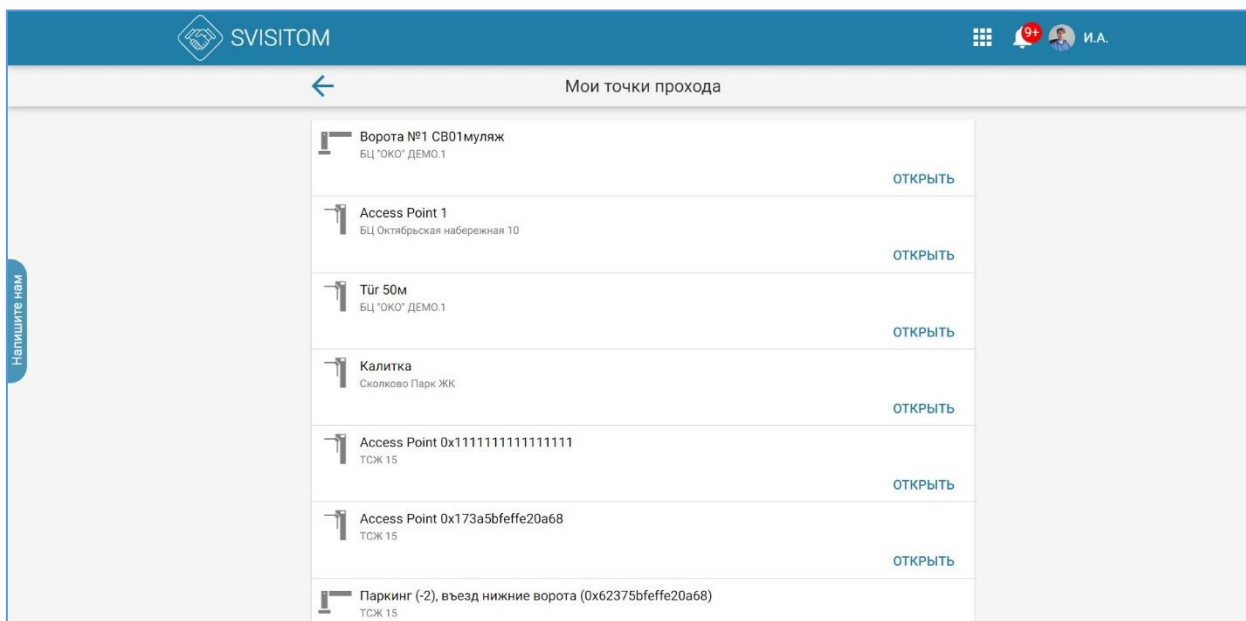 SVISITOM
9+
И.А.
Мои точки прохода
Ворота №1 СВ01муляж
БЦ "ОКО" ДЕМО.1
ОТКРЫТЬ
Access Point 1
БЦ Октябрьская набережная 10
ОТКРЫТЬ
Tür 50м
БЦ "ОКО" ДЕМО.1
ОТКРЫТЬ
Напишите нам
Калитка
Сколково Парк ЖК
ОТКРЫТЬ
Access Point 0x1111111111111111
ТСЖ 15
ОТКРЫТЬ
Access Point 0x173a5bfeffe20a68
ТСЖ 15
ОТКРЫТЬ
Паркинг (-2), въезд нижние ворота (0x62375bfeffe20a68)
ТСЖ 15